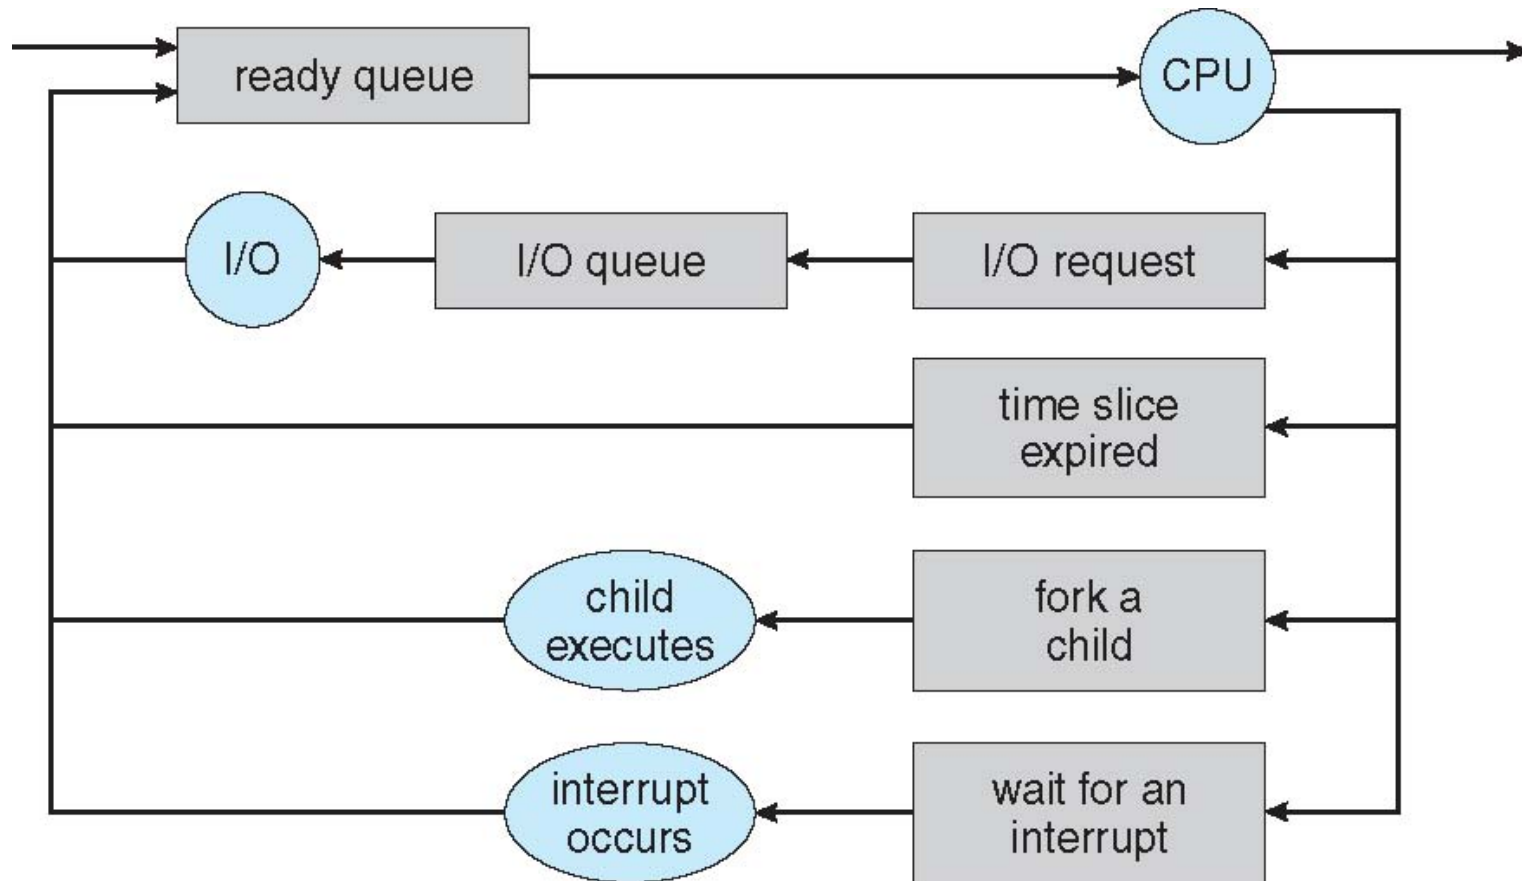 ready queue
CPU
I/O
I/O queue
I/O request
time slice
expired
child
executes
fork a
child
interrupt
occurs
wait for an
interrupt